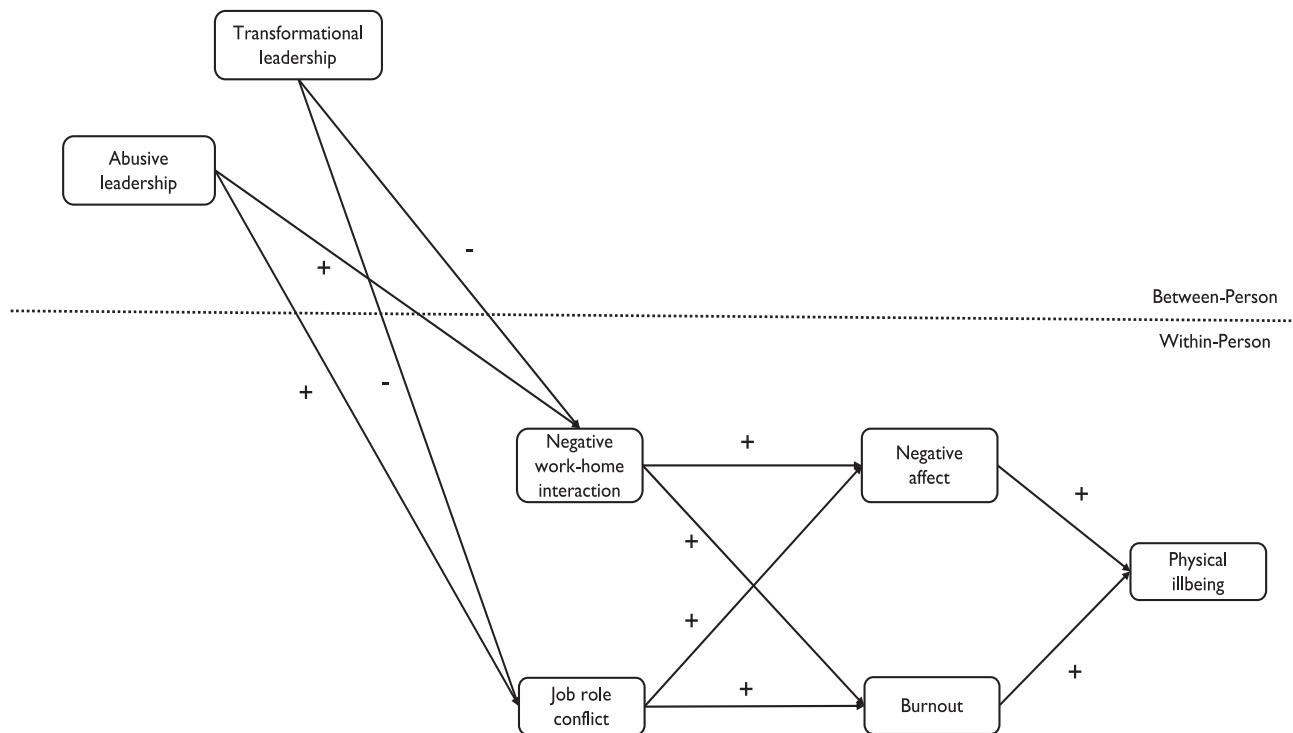 Transformational
leadership
Abusive
leadership
-
+
Between-Person
Within-Person
+
-
Negative
work-home
interaction
+
Negative
affect
+
+
+
Physical
illbeing
+
Job role
conflict
+
Burnout